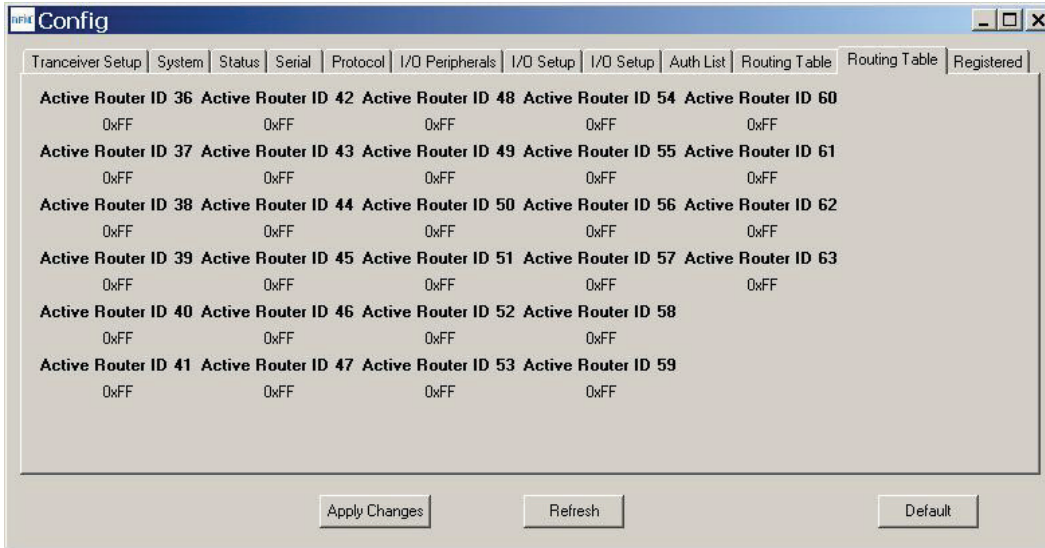 RFM Config
Tranceiver Setup System Status Serial Protocol I/O Peripherals I/O Setup I/O Setup Auth List Routing Table Routing Table Registered
Active Router ID 36 Active Router ID 42 Active Router ID 48 Active Router ID 54 Active Router ID 60
0xFF 0xFF 0xFF 0xFF 0xFF
Active Router ID 37 Active Router ID 43 Active Router ID 49 Active Router ID 55 Active Router ID 61
0xFF 0xFF 0xFF 0xFF 0xFF
Active Router ID 38 Active Router ID 44 Active Router ID 50 Active Router ID 56 Active Router ID 62
0xFF 0xFF 0xFF 0xFF 0xFF
Active Router ID 39 Active Router ID 45 Active Router ID 51 Active Router ID 57 Active Router ID 63
0xFF 0xFF 0xFF 0xFF 0xFF
Active Router ID 40 Active Router ID 46 Active Router ID 52 Active Router ID 58
0xFF 0xFF 0xFF 0xFF
Active Router ID 41 Active Router ID 47 Active Router ID 53 Active Router ID 59
0xFF 0xFF 0xFF 0xFF
Apply Changes Refresh Default